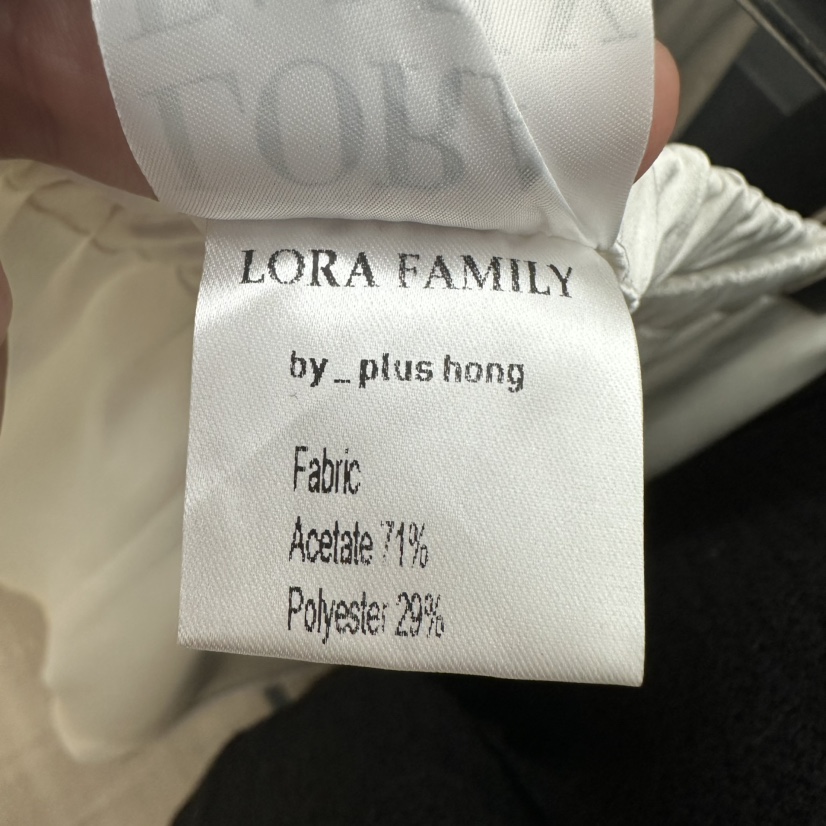 LORA FAMILY
by_plus hong
Fabric
Acetate 71%
Polyester 29%